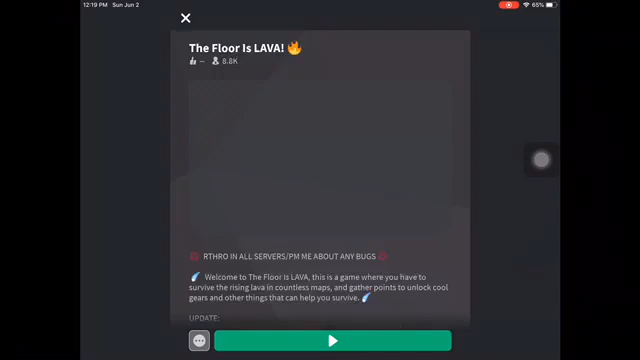 12:19 PM Sun Jun 2
65%
The Floor Is LAVA! 🔥
-- 8.8K
RTHRO IN ALL SERVERS/PM ME ABOUT ANY BUGS
Welcome to The Floor Is LAVA, this is a game where you have to
survive the rising lava in countless maps, and gather points to unlock cool
gears and other things that can help you survive.
UPDATE: